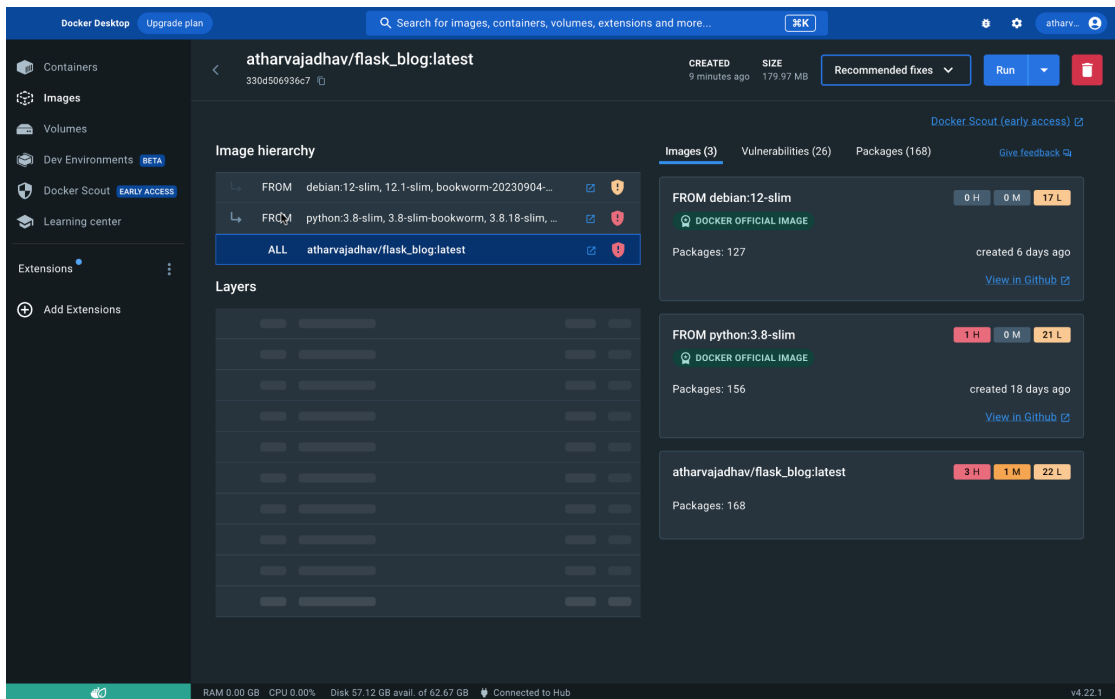 Docker Desktop Upgrade plan
Search for images, containers, volumes, extensions and more... ⌘K
atharv...
Containers
Images
Volumes
Dev Environments BETA
Docker Scout EARLY ACCESS
Learning center
Extensions
Add Extensions
atharvajadhav/flask_blog:latest
330d506936c7
CREATED
9 minutes ago
SIZE
179.97 MB
Recommended fixes
Run
Docker Scout (early access)
Image hierarchy
FROM debian:12-slim, 12.1-slim, bookworm-20230904-...
FROM python:3.8-slim, 3.8-slim-bookworm, 3.8.18-slim, ...
ALL atharvajadhav/flask_blog:latest
Layers
Images (3) Vulnerabilities (26) Packages (168) Give feedback
FROM debian:12-slim 0 H 0 M 17 L
DOCKER OFFICIAL IMAGE
Packages: 127 created 6 days ago
View in Github
FROM python:3.8-slim 1 H 0 M 21 L
DOCKER OFFICIAL IMAGE
Packages: 156 created 18 days ago
View in Github
atharvajadhav/flask_blog:latest 3 H 1 M 22 L
Packages: 168
RAM 0.00 GB CPU 0.00% Disk 57.12 GB avail. of 62.67 GB Connected to Hub v4.22.1